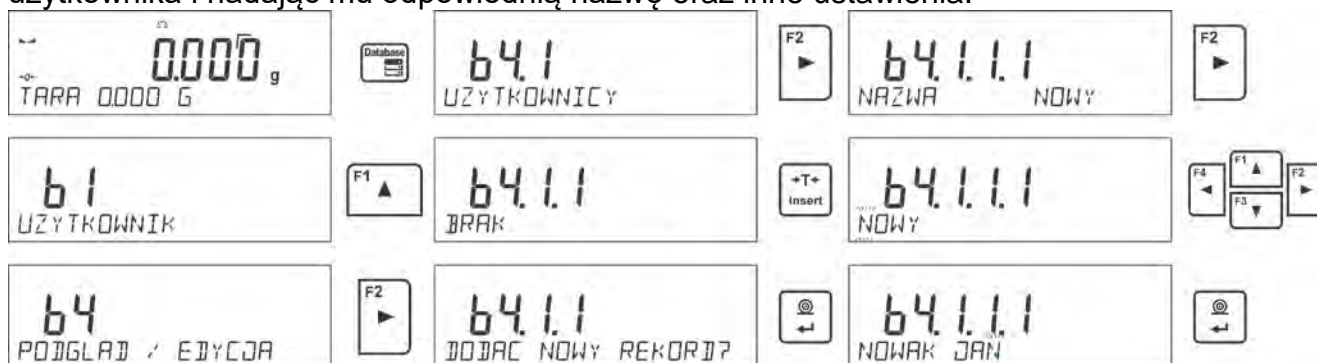 użytkownika i nadając mu odpowiednią nazwę oraz inne ustawienia.
0.000 g
TARA 0.000 G
Database
b1
UZYTKOWNIK
F1
b4
PODGLAD / EDYCJA
F2
b4.1
UZYTKOWNICY
F2
b4.1.1
BRAK
+T+
Insert
b4.1.1
DODAC NOWY REKORD?
b4.1.1.1
NAZWA NOWY
F2
b4.1.1.1
NOWY
F4 F1 F2
F3
b4.1.1.1
NOWAK JAN